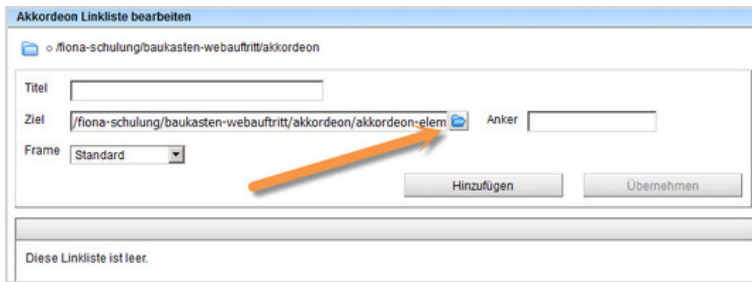 Akkordeon Linkliste bearbeiten
/fiona-schulung/baukasten-webauftritt/akkordeon
Titel
Ziel /fiona-schulung/baukasten-webauftritt/akkordeon/akkordeon-elem Anker
Frame Standard
Hinzufügen Übernehmen
Diese Linkliste ist leer.